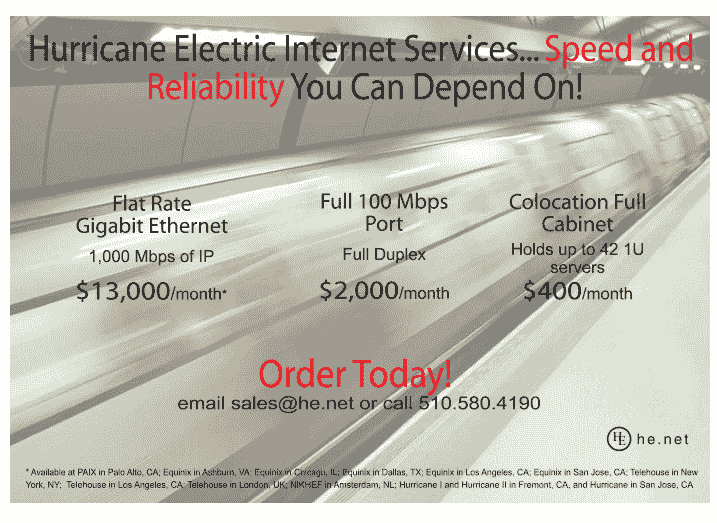 Hurricane Electric Internet Services... Speed and
Reliability You Can Depend On!
Flat Rate
Gigabit Ethernet
1,000 Mbps of IP
$13,000/month*
Full 100 Mbps
Port
Full Duplex
$2,000/month
Colocation Full
Cabinet
Holds up to 42 1U
servers
$400/month
Order Today!
email sales@he.net or call 510.580.4190
HE he.net
* Available at PAIX in Palo Alto, CA; Equinix in Ashburn, VA; Equinix in Chicago, IL; Equinix in Dallas, TX; Equinix in Los Angeles, CA; Equinix in San Jose, CA; Telehouse in New
York, NY; Telehouse in Los Angeles, CA; Telehouse in London, UK; NIKHEF in Amsterdam, NL; Hurricane I and Hurricane II in Fremont, CA, and Hurricane in San Jose, CA